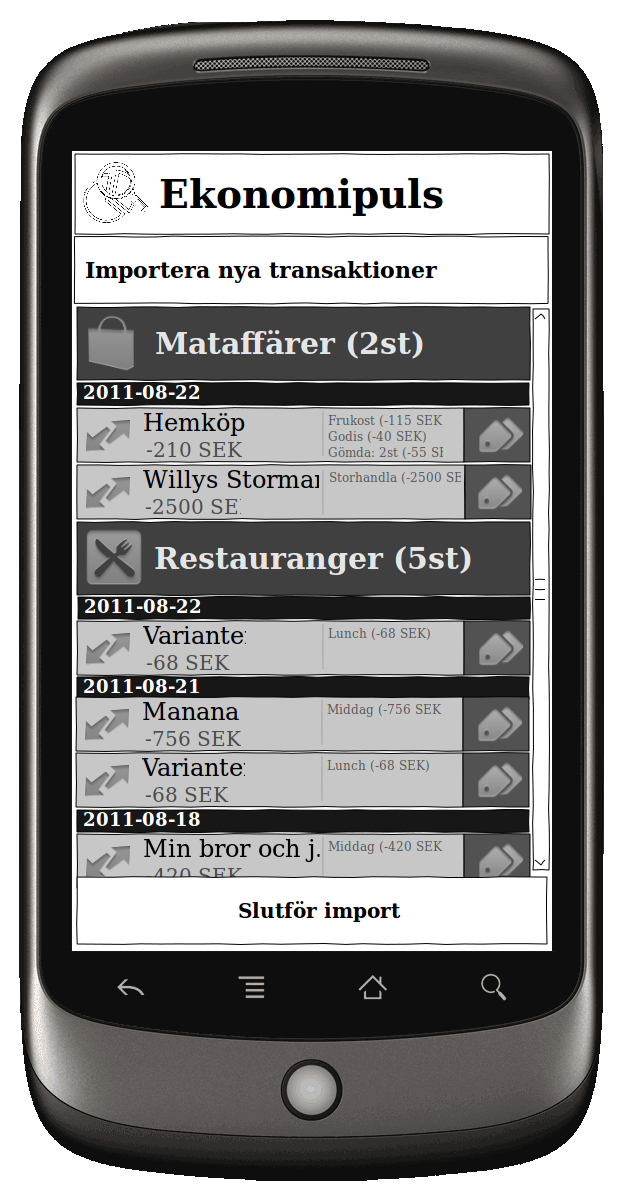 Ekonomipuls
Importera nya transaktioner
Mataffärer (2st)
2011-08-22
Hemköp
-210 SEK
Frukost (-115 SEK
Godis (-40 SEK)
Gömda: 2st (-55 SI
Willys Stormar
-2500 SE
Storhandla (-2500 SE
Restauranger (5st)
2011-08-22
Variante
-68 SEK
Lunch (-68 SEK)
2011-08-21
Manana
-756 SEK
Middag (-756 SEK
Variante
-68 SEK
Lunch (-68 SEK)
2011-08-18
Min bror och j.
-420 SEK
Middag (-420 SEK
Slutför import